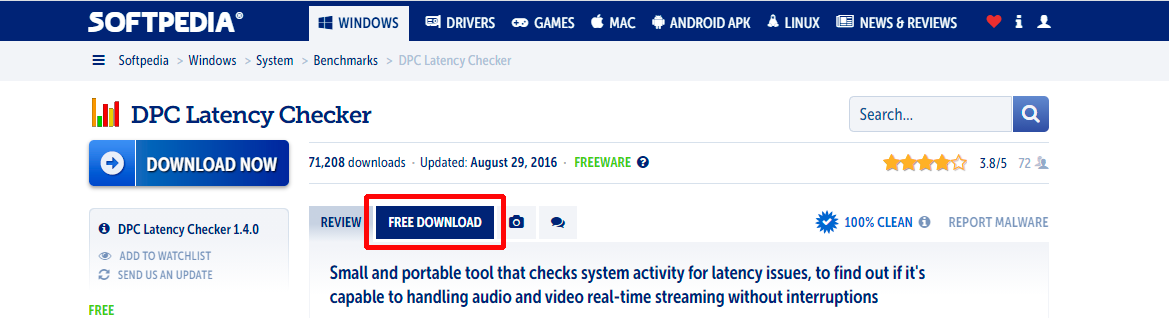 SOFTPEDIA®
WINDOWS
DRIVERS
GAMES
MAC
ANDROID APK
LINUX
NEWS & REVIEWS
Softpedia > Windows > System > Benchmarks > DPC Latency Checker
DPC Latency Checker
Search...
DOWNLOAD NOW
71,208 downloads · Updated: August 29, 2016 · FREEWARE
3.8/5 72
REVIEW
FREE DOWNLOAD
100% CLEAN
REPORT MALWARE
DPC Latency Checker 1.4.0
ADD TO WATCHLIST
SEND US AN UPDATE
FREE
Small and portable tool that checks system activity for latency issues, to find out if it's
capable to handling audio and video real-time streaming without interruptions